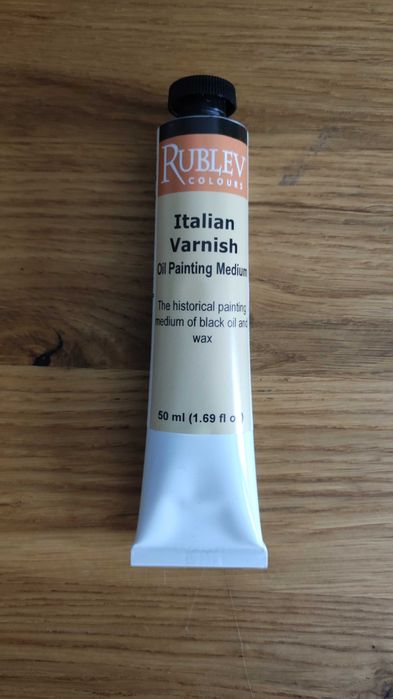 RUBLEV
COLOURS
Italian
Varnish
Oil Painting Medium
The historical painting
medium of black oil and
wax
50 ml (1.69 fl o